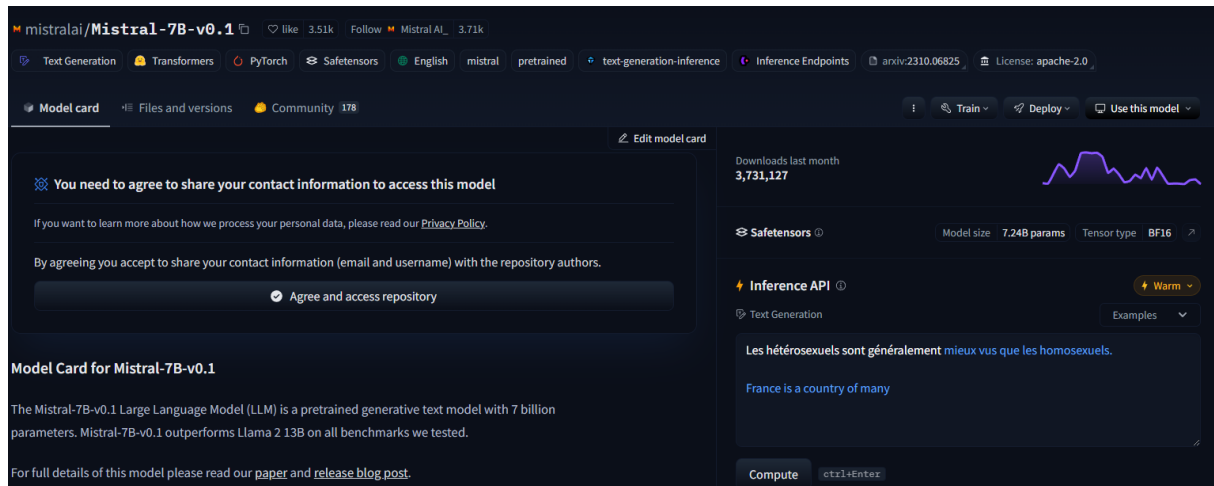 mistralai/Mistral-7B-v0.1 like 3.51k Follow Mistral AI_ 3.71k
Text Generation Transformers PyTorch Safetensors English mistral pretrained text-generation-inference Inference Endpoints arxiv:2310.06825 License: apache-2.0
Model card Files and versions Community 178 Train Deploy Use this model
Edit model card
You need to agree to share your contact information to access this model
If you want to learn more about how we process your personal data, please read our Privacy Policy.
By agreeing you accept to share your contact information (email and username) with the repository authors.
Agree and access repository
Model Card for Mistral-7B-v0.1
The Mistral-7B-v0.1 Large Language Model (LLM) is a pretrained generative text model with 7 billion
parameters. Mistral-7B-v0.1 outperforms Llama 2 13B on all benchmarks we tested.
For full details of this model please read our paper and release blog post.
Downloads last month
3,731,127
Safetensors Model size 7.24B params Tensor type BF16
Inference API Warm
Text Generation Examples
Les hétérosexuels sont généralement mieux vus que les homosexuels.
France is a country of many
Compute ctrl+Enter